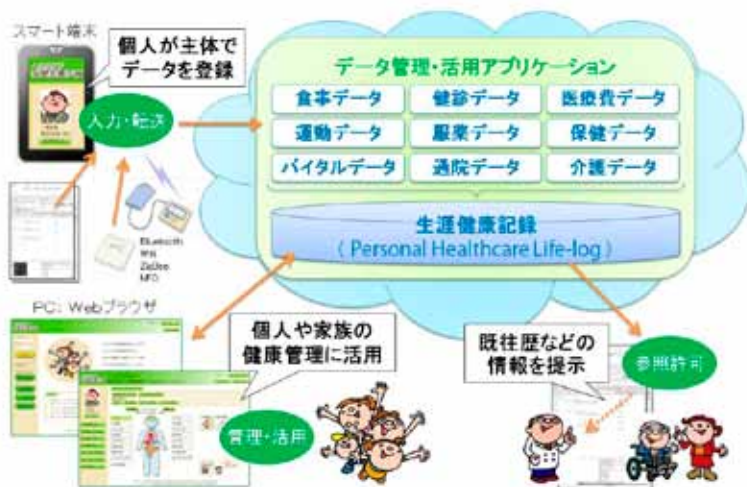 スマート端末
個人が主体で
データを登録
入力・転送
Bluetooth
ZigBee
NFC
データ管理・活用アプリケーション
食事データ
健診データ
医療費データ
運動データ
服薬データ
保健データ
バイタルデータ
通院データ
介護データ
生涯健康記録
( Personal Healthcare Life-log )
PC: Webブラウザ
個人や家族の
健康管理に活用
管理・活用
既往歴などの
情報を提示
参照許可